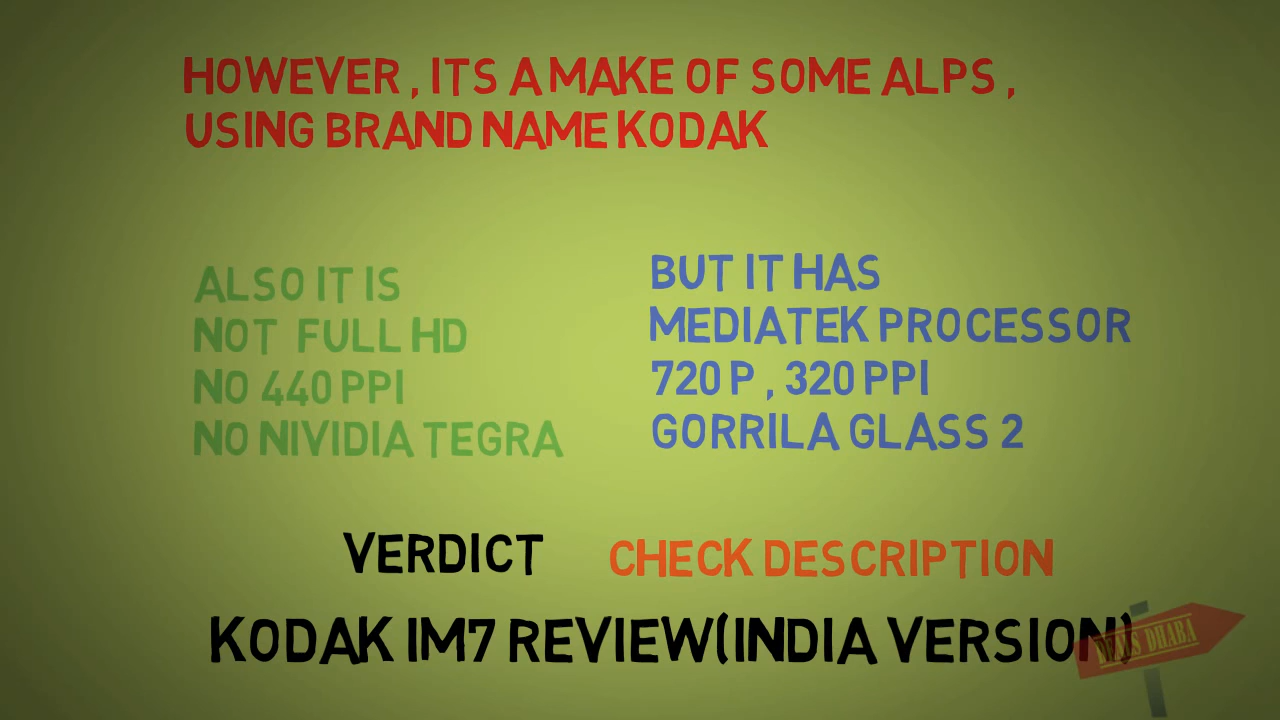 HOWEVER , ITS A MAKE OF SOME ALPS ,
USING BRAND NAME KODAK
ALSO IT IS
NOT FULL HD
NO 440 PPI
NO NIVIDIA TEGRA
BUT IT HAS
MEDIATEK PROCESSOR
720 P , 320 PPI
GORRILA GLASS 2
VERDICT
CHECK DESCRIPTION
KODAK IM7 REVIEW(INDIA VERSION)
DEALS DHABA